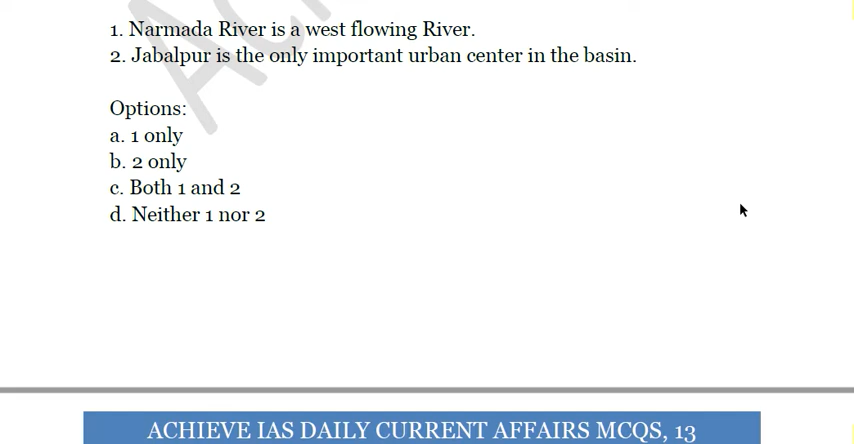 1. Narmada River is a west flowing River.
2. Jabalpur is the only important urban center in the basin.
Options:
a. 1 only
b. 2 only
c. Both 1 and 2
d. Neither 1 nor 2
ACHIEVE IAS DAILY CURRENT AFFAIRS MCQS, 13